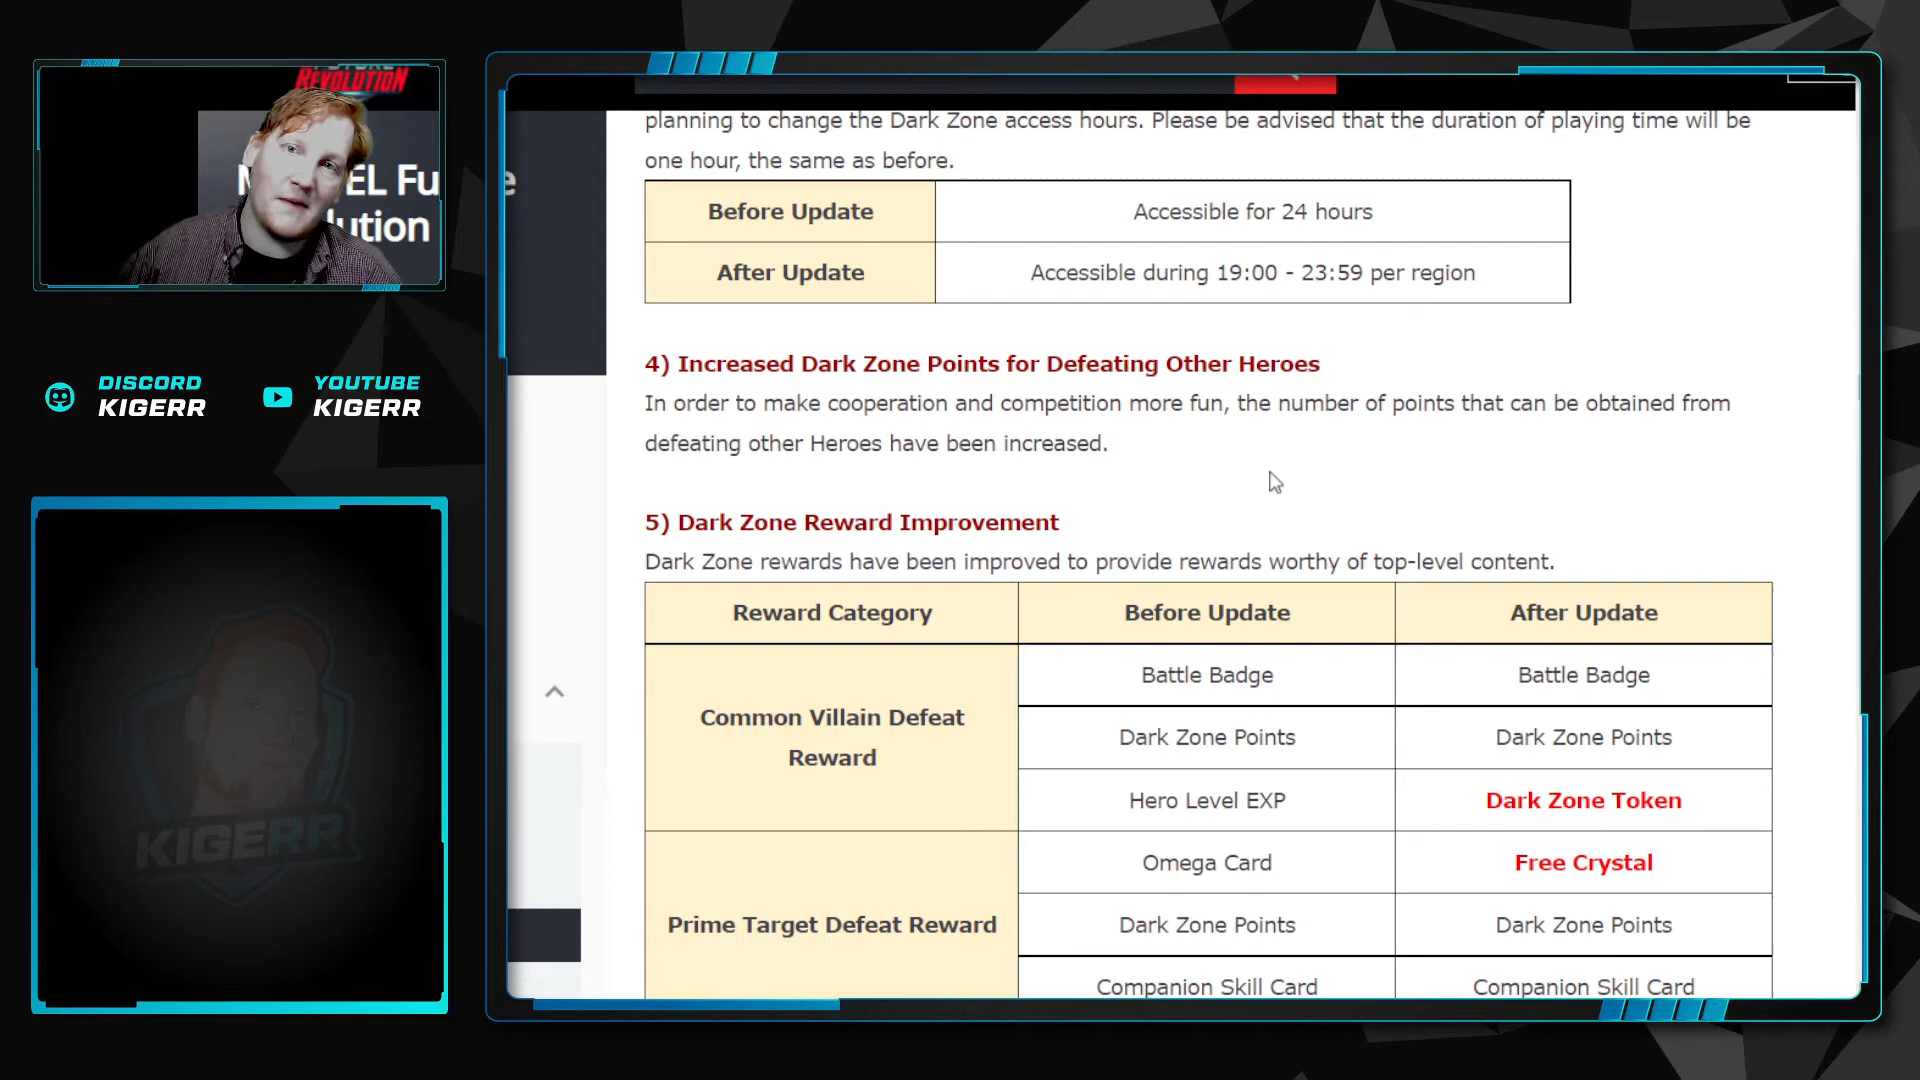 REVOLUTION
EL Fu
lution
e
DISCORD
KIGERR
YOUTUBE
KIGERR
KIGERR
planning to change the Dark Zone access hours. Please be advised that the duration of playing time will be
one hour, the same as before.
Before Update
Accessible for 24 hours
After Update
Accessible during 19:00 - 23:59 per region
4) Increased Dark Zone Points for Defeating Other Heroes
In order to make cooperation and competition more fun, the number of points that can be obtained from
defeating other Heroes have been increased.
5) Dark Zone Reward Improvement
Dark Zone rewards have been improved to provide rewards worthy of top-level content.
Reward Category
Before Update
After Update
Common Villain Defeat
Reward
Battle Badge
Battle Badge
Dark Zone Points
Dark Zone Points
Hero Level EXP
Dark Zone Token
Prime Target Defeat Reward
Omega Card
Free Crystal
Dark Zone Points
Dark Zone Points
Companion Skill Card
Companion Skill Card